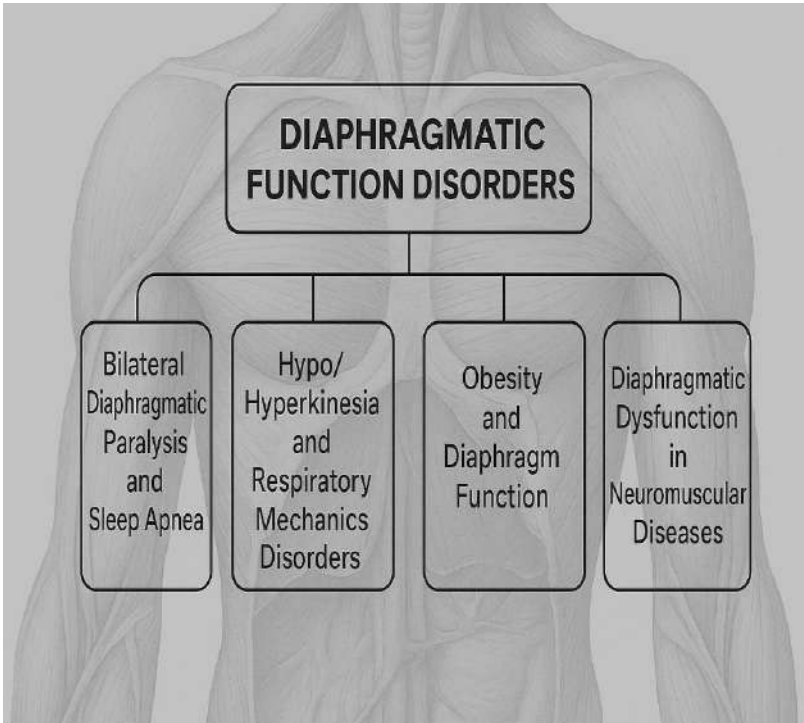 DIAPHRAGMATIC
FUNCTION DISORDERS
Bilateral
Diaphragmatic
Paralysis
and
Sleep Apnea
Hypo/
Hyperkinesia
and
Respiratory
Mechanics
Disorders
Obesity
and
Diaphragm
Function
Diaphragmatic
Dysfunction
in
Neuromuscular
Diseases